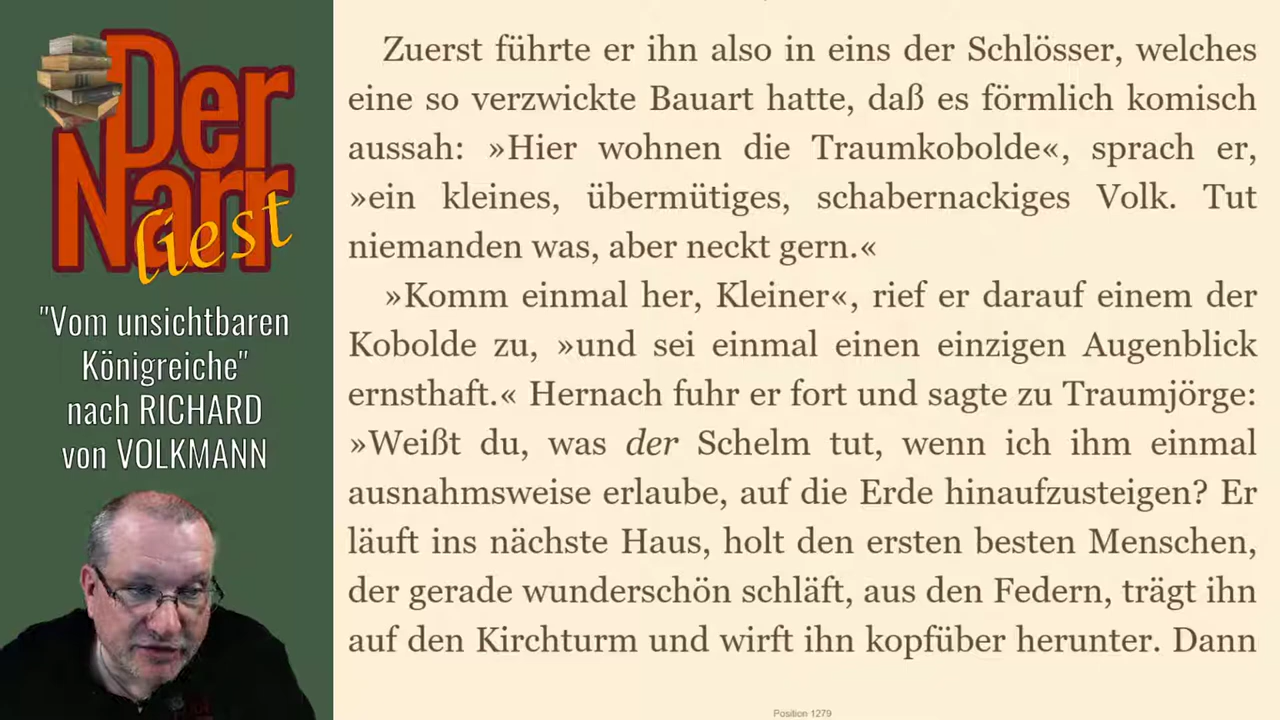 Der
Narr
liest
"Vom unsichtbaren
Königreiche"
nach RICHARD
von VOLKMANN
Zuerst führte er ihn also in eins der Schlösser, welches
eine so verzwickte Bauart hatte, daß es förmlich komisch
aussah: »Hier wohnen die Traumkobolde«, sprach er,
»ein kleines, übermütiges, schabernackiges Volk. Tut
niemanden was, aber neckt gern.«
»Komm einmal her, Kleiner«, rief er darauf einem der
Kobolde zu, »und sei einmal einen einzigen Augenblick
ernsthaft.« Hernach fuhr er fort und sagte zu Traumjörge:
»Weißt du, was der Schelm tut, wenn ich ihm einmal
ausnahmsweise erlaube, auf die Erde hinaufzusteigen? Er
läuft ins nächste Haus, holt den ersten besten Menschen,
der gerade wunderschön schläft, aus den Federn, trägt ihn
auf den Kirchturm und wirft ihn kopfüber herunter. Dann
Position 1279